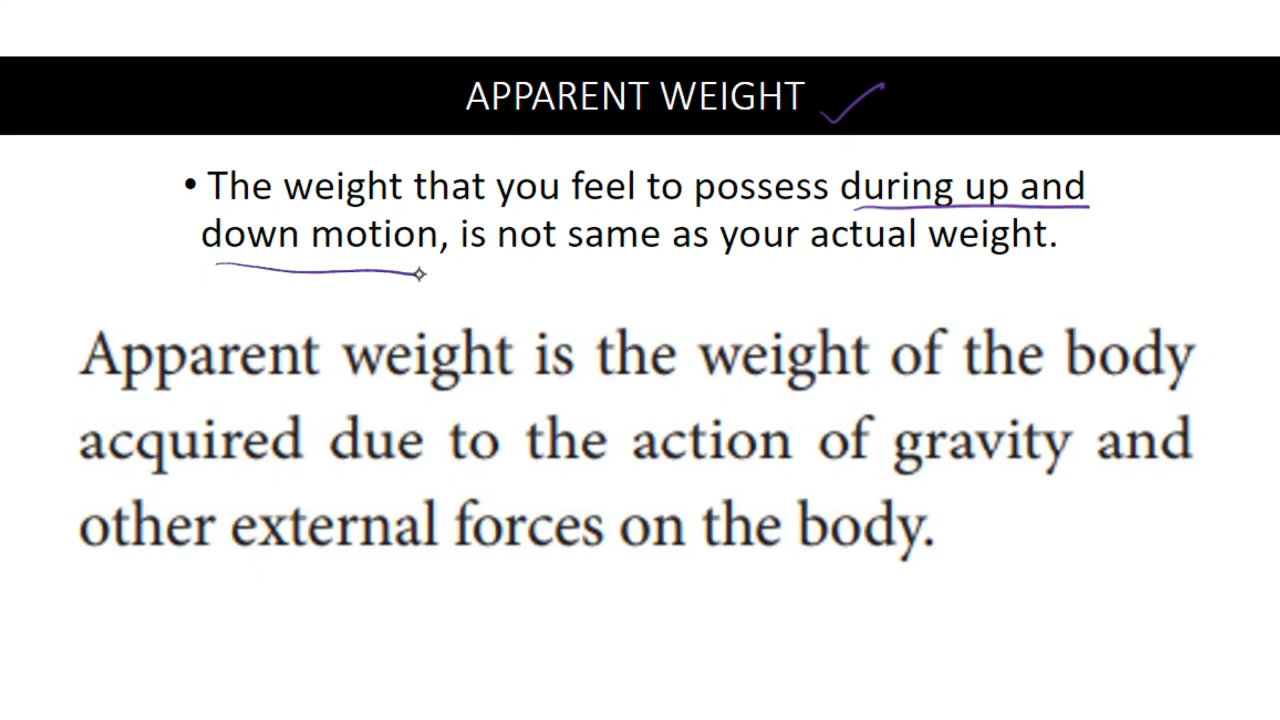 APPARENT WEIGHT
• The weight that you feel to possess during up and
down motion, is not same as your actual weight.
Apparent weight is the weight of the body
acquired due to the action of gravity and
other external forces on the body.